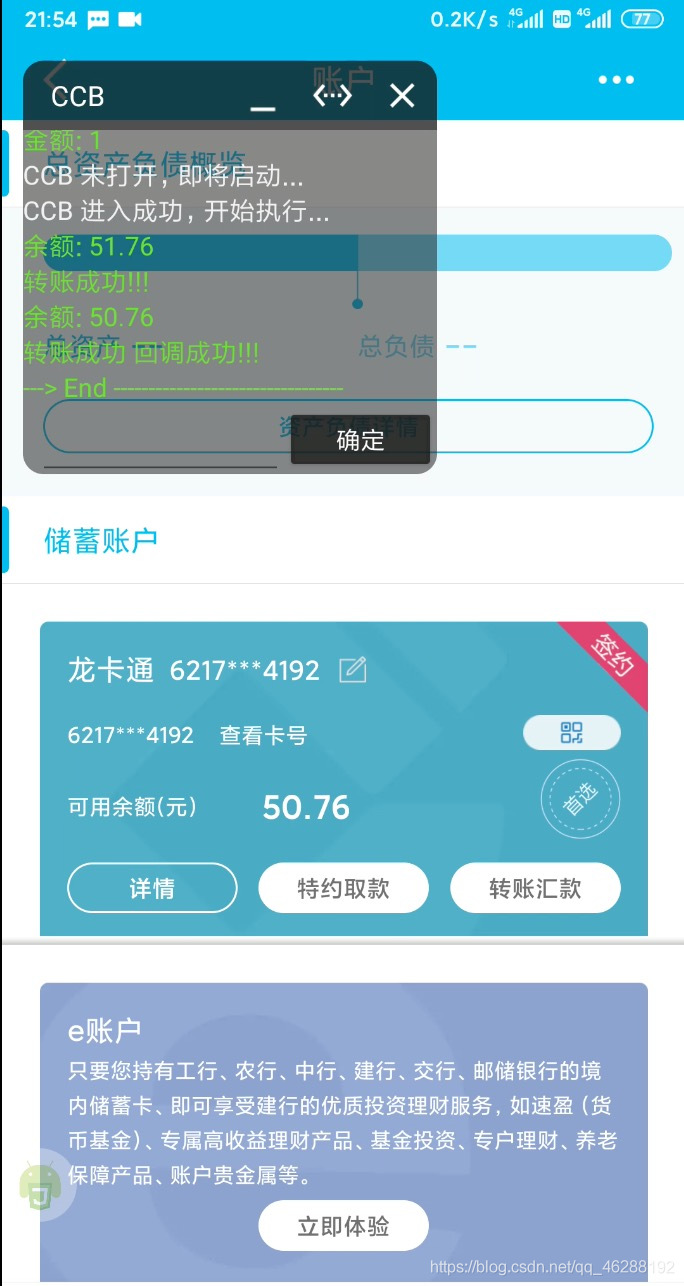 21:54 0.2K/s 4G HD 4G 77
账户
CCB
金额: 1
总资产负债概览
CCB 未打开，即将启动...
CCB 进入成功，开始执行...
余额: 51.76
转账成功!!!
余额: 50.76
总资产 -- 总负债 --
转账成功 回调成功!!!
---> End --------------------------------
资产负债详情
确定
储蓄账户
签约
龙卡通 6217***4192
6217***4192 查看卡号
可用余额(元) 50.76
首选
详情 特约取款 转账汇款
e账户
只要您持有工行、农行、中行、建行、交行、邮储银行的境
内储蓄卡、即可享受建行的优质投资理财服务，如速盈（货
币基金）、专属高收益理财产品、基金投资、专户理财、养老
保障产品、账户贵金属等。
立即体验
https://blog.csdn.net/qq_46288192